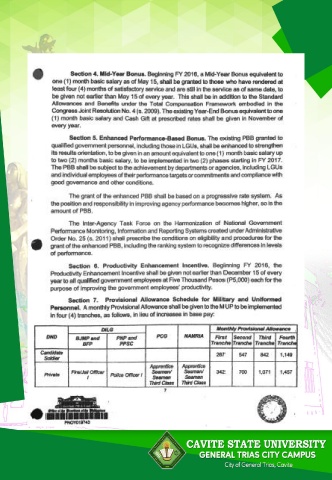 Section 4. Mid-Year Bonus. Beginning FY 2016, a Mid-Year Bonus equivalent to
one (1) month basic salary as of May 15, shall be granted to those who have rendered at
least four (4) months of satisfactory service and are still in the service as of same date, to
be given not earlier than May 15 of every year. This shall be in addition to the Standard
Allowances and Benefits under the Total Compensation Framework embodied in the
Congress Joint Resolution No. 4 (s. 2009). The existing Year-End Bonus equivalent to one
(1) month basic salary and Cash Gift at prescribed rates shall be given in November of
every year.
Section 5. Enhanced Performance-Based Bonus. The existing PBB granted to
qualified government personnel, including those in LGUs, shall be enhanced to strengthen
its results orientation, to be given in an amount equivalent to one (1) month basic salary up
to two (2) months basic salary, to be implemented in two (2) phases starting in FY 2017.
The PBB shall be subject to the achievement by departments or agencies, including LGUs
and individual employees of their performance targets or commitments and compliance with
good governance and other conditions.
The grant of the enhanced PBB shall be based on a progressive rate system. As
the position and responsibility in improving agency performance becomes higher, so is the
amount of PBB.
The Inter-Agency Task Force on the Harmonization of National Government
Performance Monitoring, Information and Reporting Systems created under Administrative
Order No. 25 (s. 2011) shall prescribe the conditions on eligibility and procedures for the
grant of the enhanced PBB, including the ranking system to recognize differences in levels
of performance.
Section 6. Productivity Enhancement Incentive. Beginning FY 2016, the
Productivity Enhancement Incentive shall be given not earlier than December 15 of every
year to all qualified government employees at Five Thousand Pesos (P5,000) each for the
purpose of improving the government employees' productivity.
Section 7. Provisional Allowance Schedule for Military and Uniformed
Personnel. A monthly Provisional Allowance shall be given to the MUP to be implemented
in four (4) tranches, as follows, in lieu of increases in base pay:
DND DILG PCG NAMRIA Monthly Provisional Allowance
BJMP and BFP PNP and PPSC First Tranche Second Tranche Third Tranche Fourth Tranche
Candidate Soldier 267 547 842 1,149
Private Fire/Jail Officer I Police Officer I Apprentice Seaman/ Seaman Third Class Apprentice Seaman/ Seaman Third Class 342 700 1,071 1,457
7
PNOY019740
CAVITE STATE UNIVERSITY
GENERAL TRIAS CITY CAMPUS
City of General Trias, Cavite